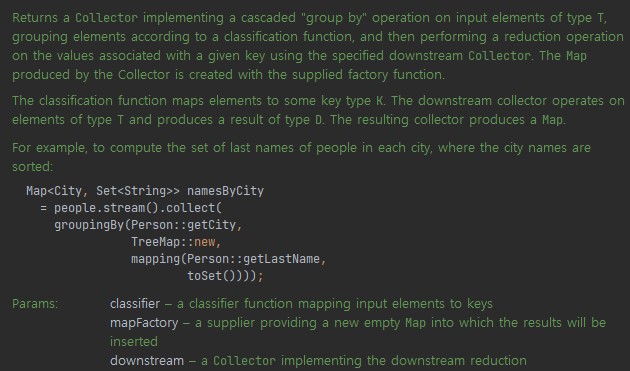 Returns a Collector implementing a cascaded "group by" operation on input elements of type T,
grouping elements according to a classification function, and then performing a reduction operation
on the values associated with a given key using the specified downstream Collector. The Map
produced by the Collector is created with the supplied factory function.
The classification function maps elements to some key type K. The downstream collector operates on
elements of type T and produces a result of type D. The resulting collector produces a Map.
For example, to compute the set of last names of people in each city, where the city names are
sorted:
Map<City, Set<String>> namesByCity
= people.stream().collect(
groupingBy(Person::getCity,
TreeMap::new,
mapping(Person::getLastName,
toSet())));
Params: classifier – a classifier function mapping input elements to keys
mapFactory – a supplier providing a new empty Map into which the results will be
inserted
downstream – a Collector implementing the downstream reduction